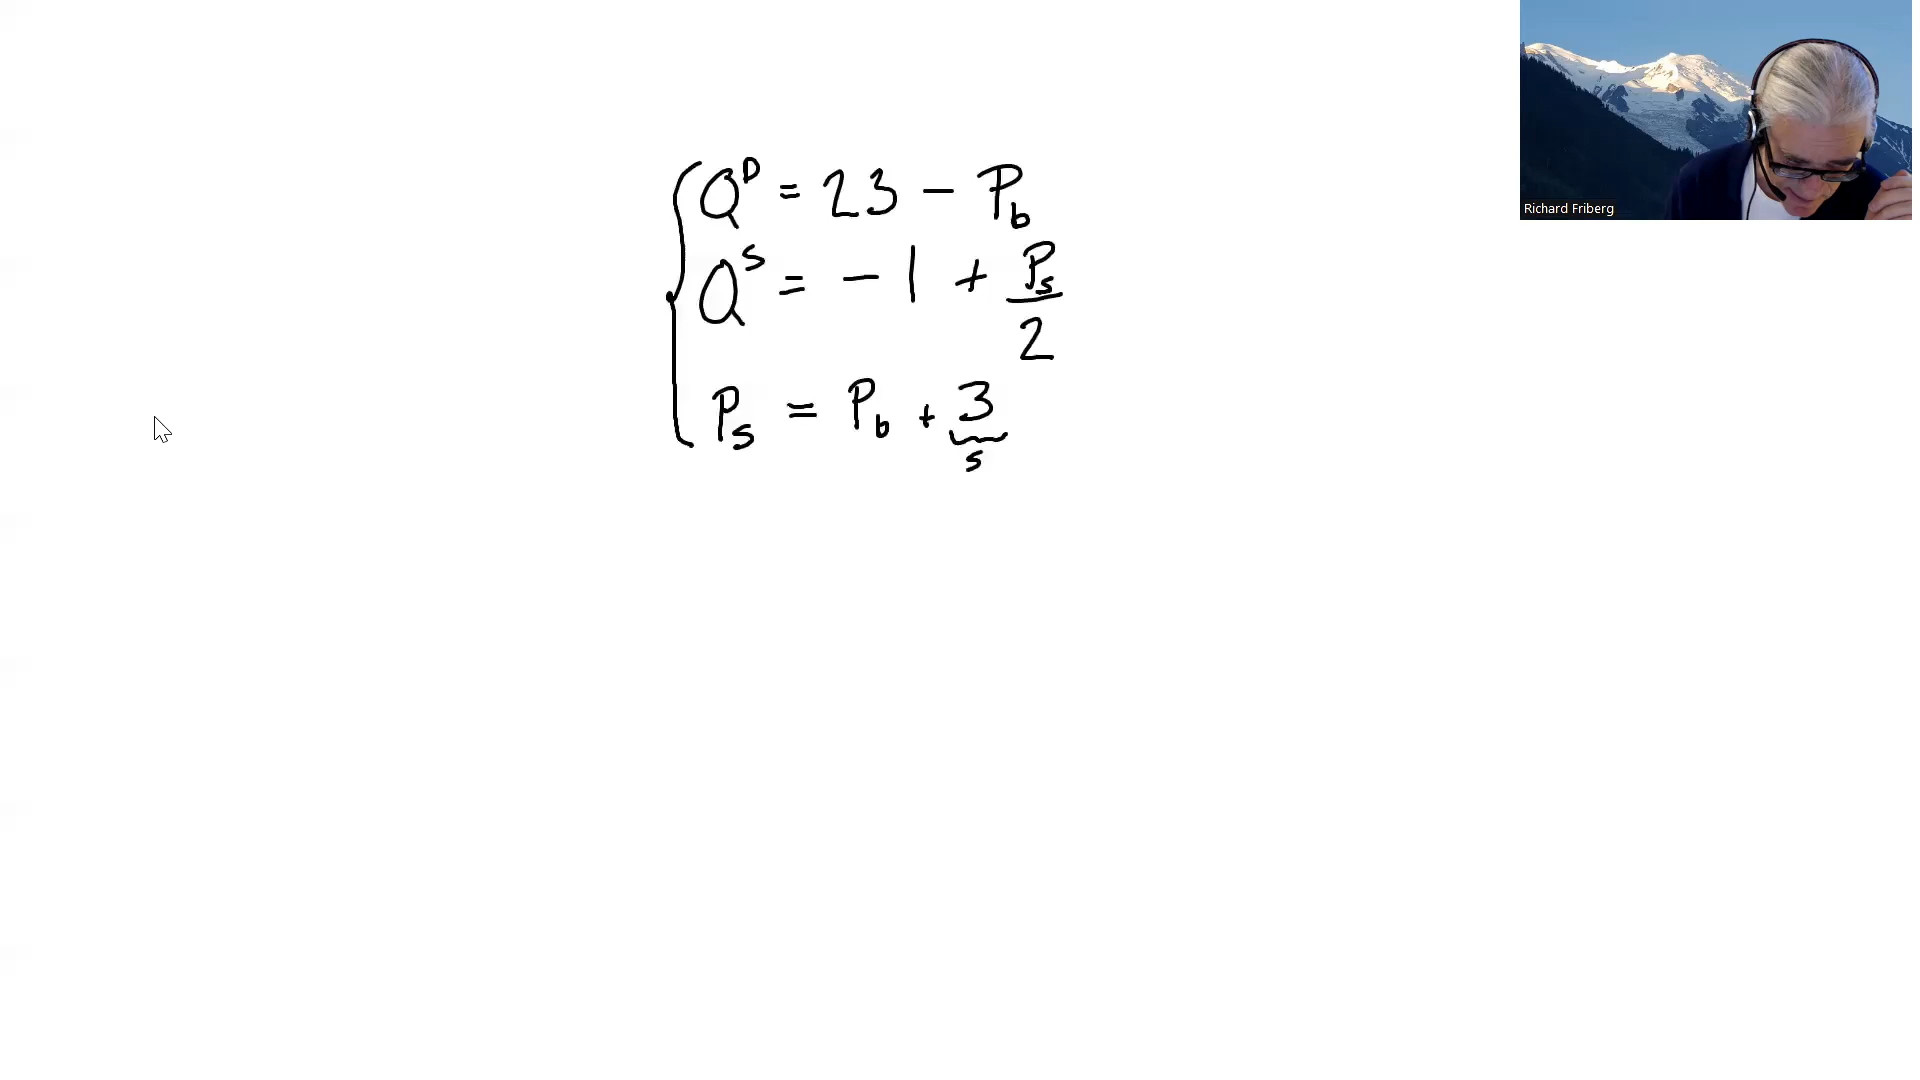 Q^D = 23 - P_b
Q^S = -1 + P_s/2
P_s = P_b + 3
s
Richard Friberg